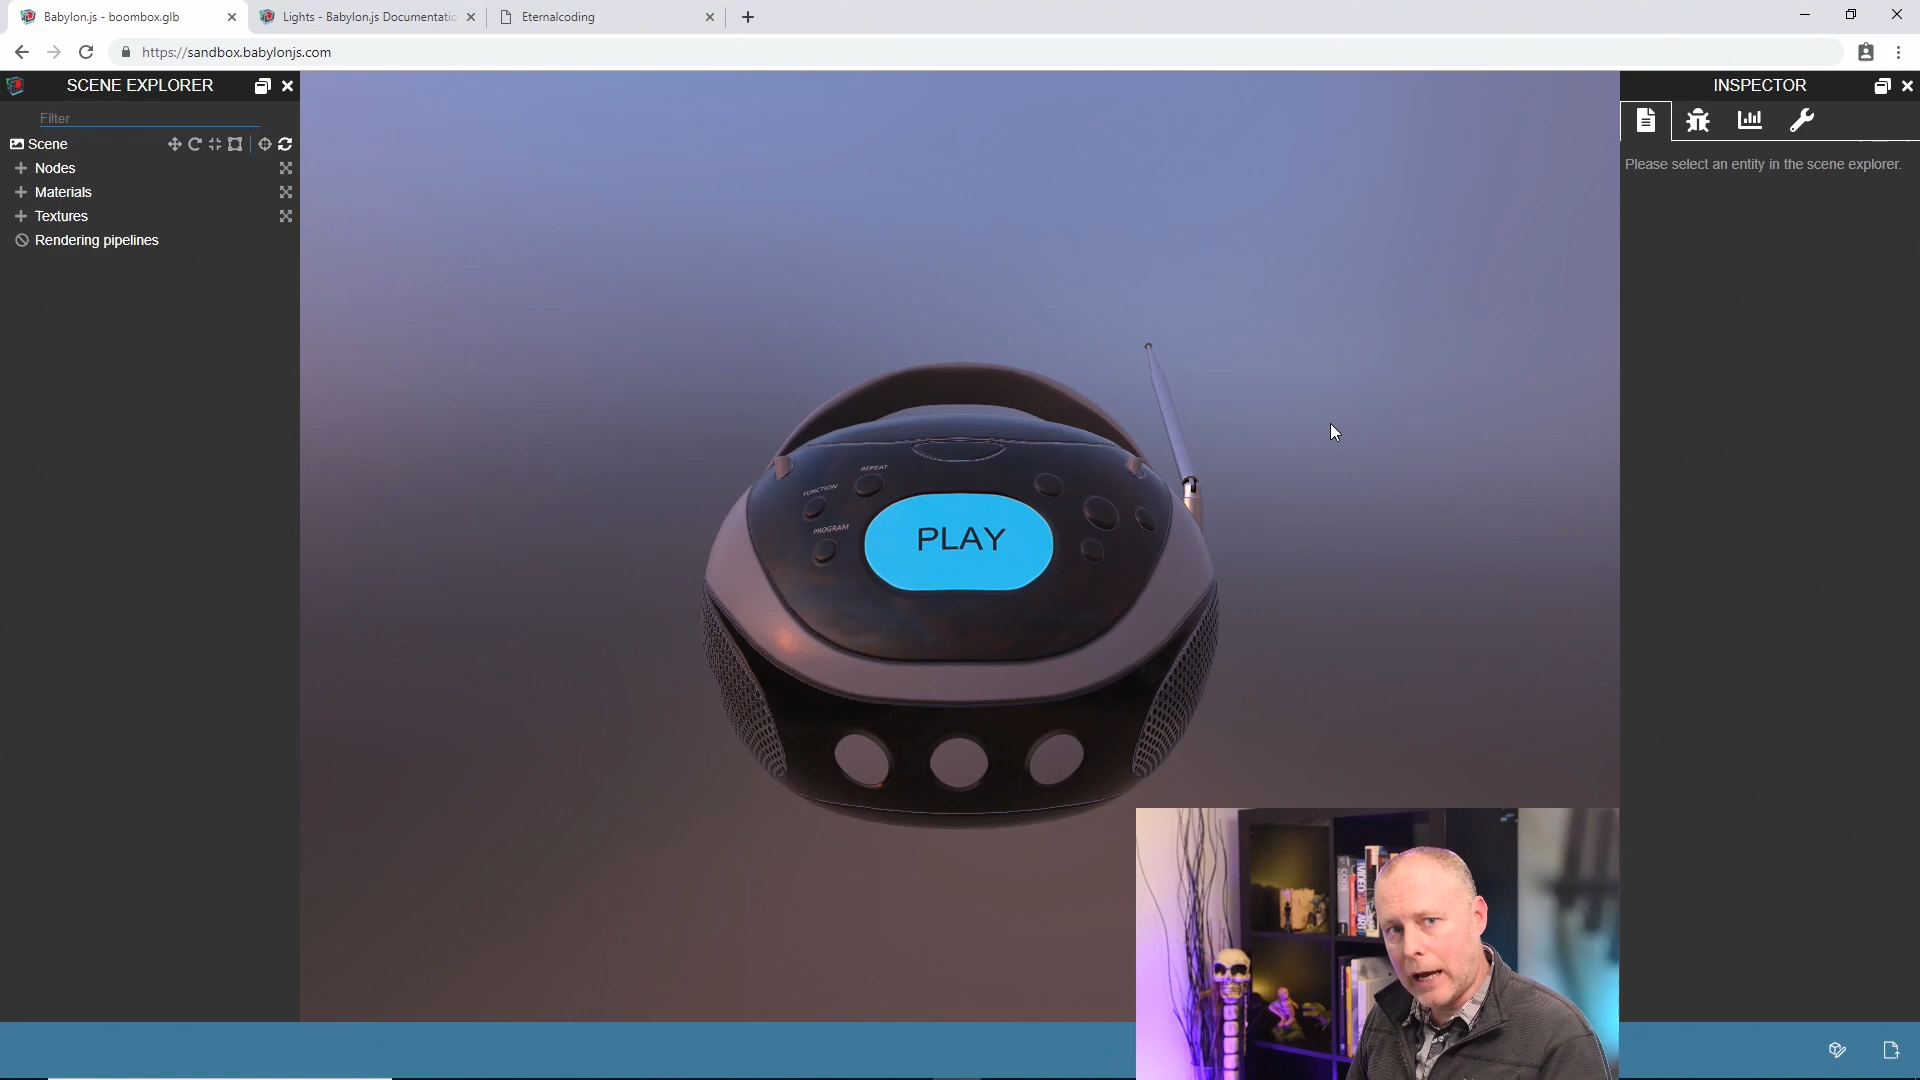 Babylon.js - boombox.glb
Lights - Babylon.js Documentatic
Eternalcoding
https://sandbox.babylonjs.com
SCENE EXPLORER
INSPECTOR
Filter
Scene
Nodes
Materials
Textures
Rendering pipelines
Please select an entity in the scene explorer.
REPEAT
FUNCTION
PROGRAM
PLAY